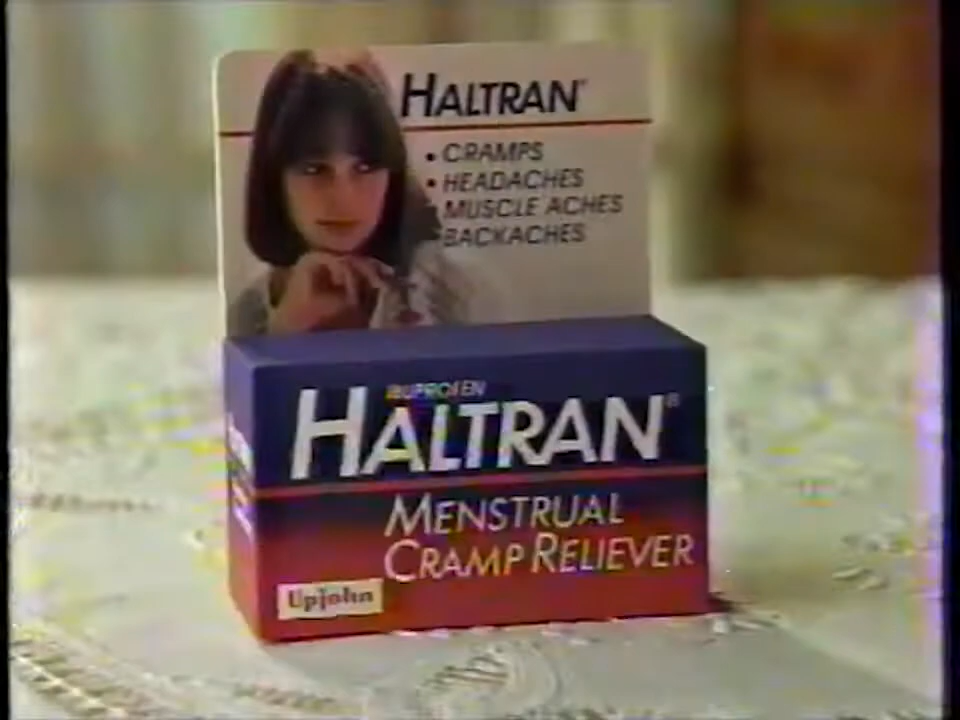 HALTRAN®
• CRAMPS
• HEADACHES
MUSCLE ACHES
BACKACHES
IBUPROFEN
HALTRAN®
MENSTRUAL
CRAMP RELIEVER
Upjohn